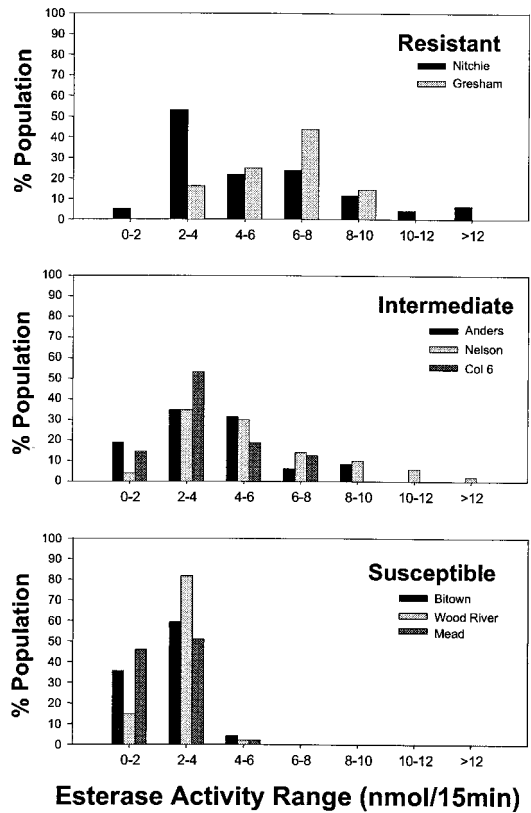 Resistant
Nitchie
Gresham
% Population
100
90
80
70
60
50
40
30
20
10
0
0-2 2-4 4-6 6-8 8-10 10-12 >12
Intermediate
Anders
Nelson
Col 6
% Population
100
90
80
70
60
50
40
30
20
10
0
0-2 2-4 4-6 6-8 8-10 10-12 >12
Susceptible
Bitown
Wood River
Mead
% Population
100
90
80
70
60
50
40
30
20
10
0
0-2 2-4 4-6 6-8 8-10 10-12 >12
Esterase Activity Range (nmol/15min)